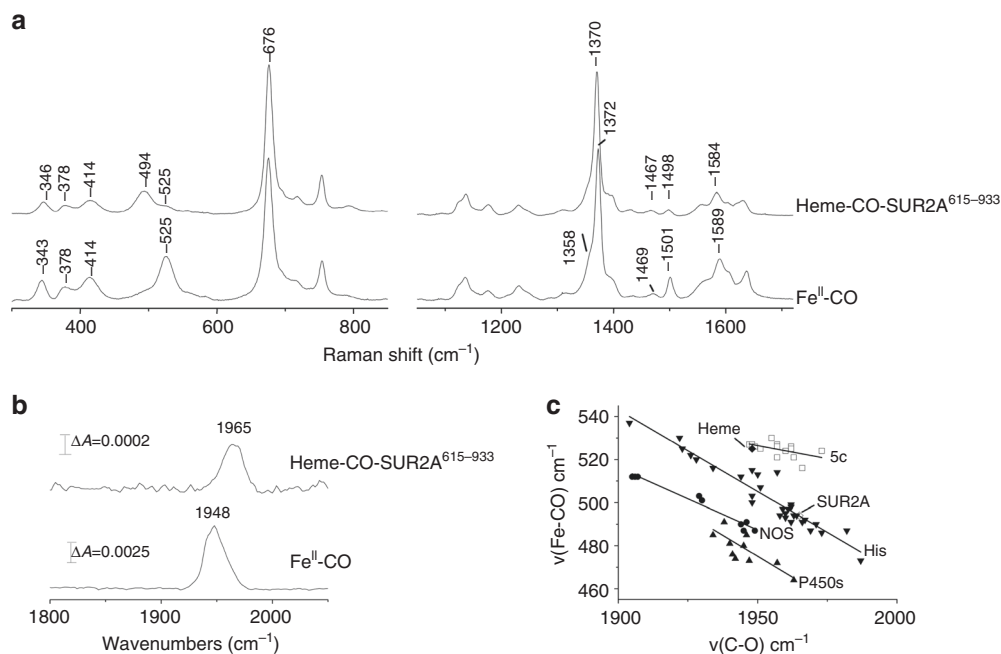 a
676
1370
1372
346
378
414
494
525
1467
1498
1584
Heme-CO-SUR2A⁶¹⁵⁻⁹³³
343
378
414
525
1358
1469
1501
1589
Feᴵᴵ-CO
400 600 800 1200 1400 1600
Raman shift (cm⁻¹)
b
1965
ΔA=0.0002
Heme-CO-SUR2A⁶¹⁵⁻⁹³³
1948
ΔA=0.0025
Feᴵᴵ-CO
1800 1900 2000
Wavenumbers (cm⁻¹)
c
540
520
500
480
460
v(Fe-CO) cm⁻¹
Heme
5c
SUR2A
NOS
His
P450s
1900 1950 2000
v(C-O) cm⁻¹